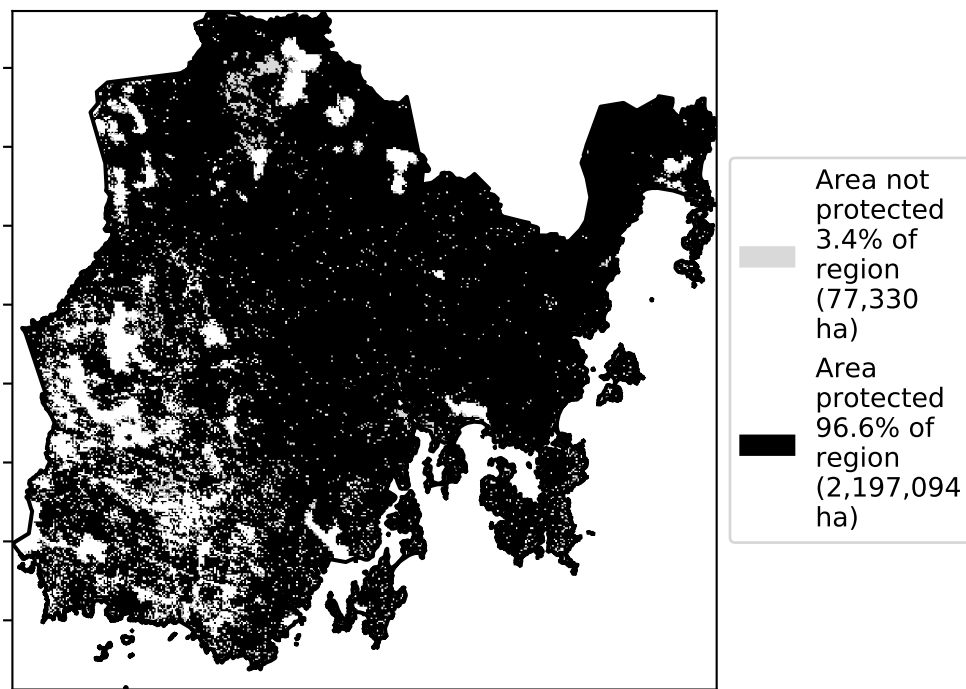 Area not
protected
3.4% of
region
(77,330
ha)
Area
protected
96.6% of
region
(2,197,094
ha)